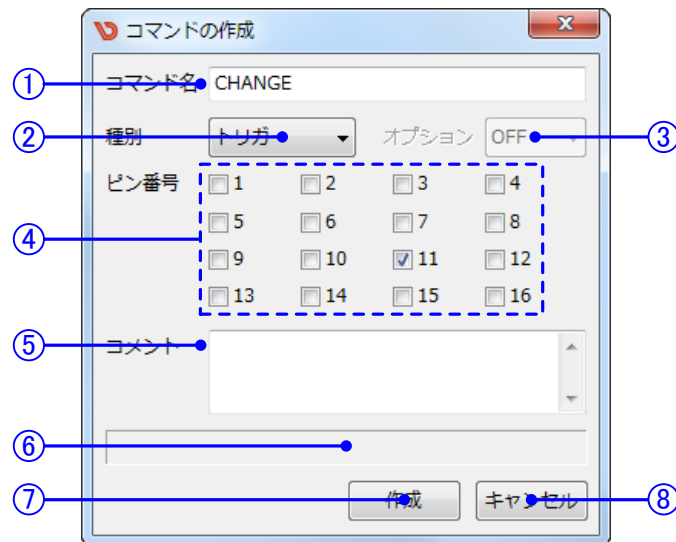 コマンドの作成
① コマンド名 CHANGE
② 種別 トリガ オプション OFF ③
ピン番号 1 2 3 4
5 6 7 8
④
9 10 11 12
13 14 15 16
⑤ コメント
⑥
⑦ 作成 キャンセル ⑧